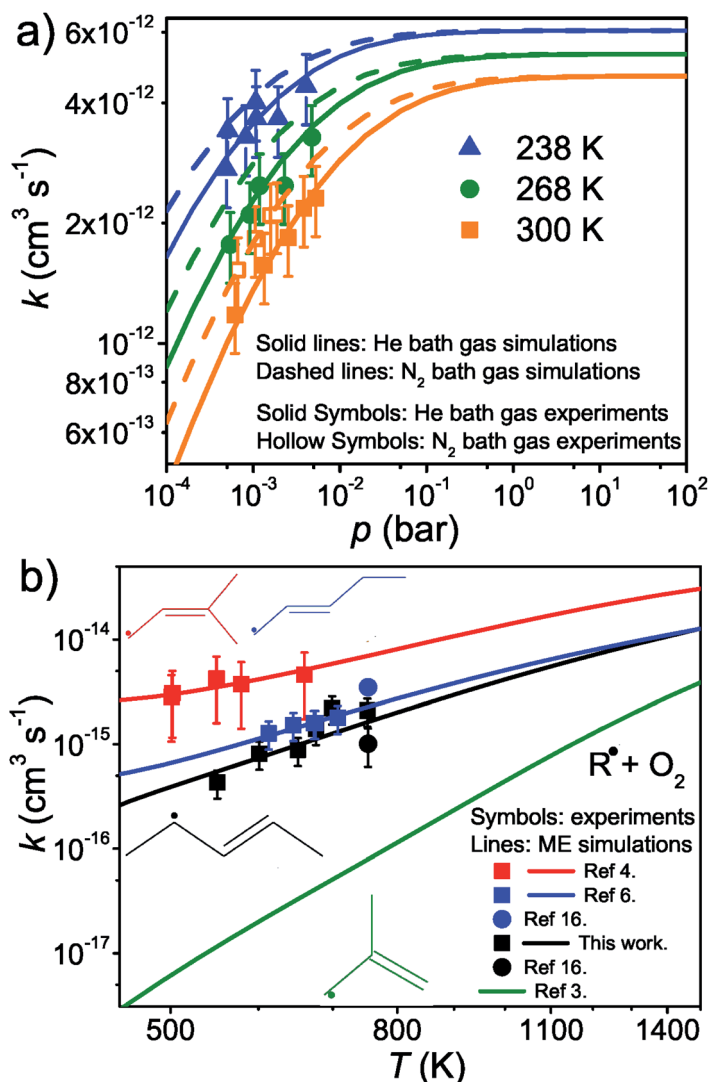 a)
6x10⁻¹²
4x10⁻¹²
2x10⁻¹²
10⁻¹²
8x10⁻¹³
6x10⁻¹³
k (cm³ s⁻¹)
238 K
268 K
300 K
Solid lines: He bath gas simulations
Dashed lines: N₂ bath gas simulations
Solid Symbols: He bath gas experiments
Hollow Symbols: N₂ bath gas experiments
10⁻⁴ 10⁻³ 10⁻² 10⁻¹ 10⁰ 10¹ 10²
p (bar)
b)
10⁻¹⁴
10⁻¹⁵
10⁻¹⁶
10⁻¹⁷
k (cm³ s⁻¹)
R•+ O₂
Symbols: experiments
Lines: ME simulations
Ref 4.
Ref 6.
Ref 16.
This work.
Ref 16.
Ref 3.
500 800 1100 1400
T (K)